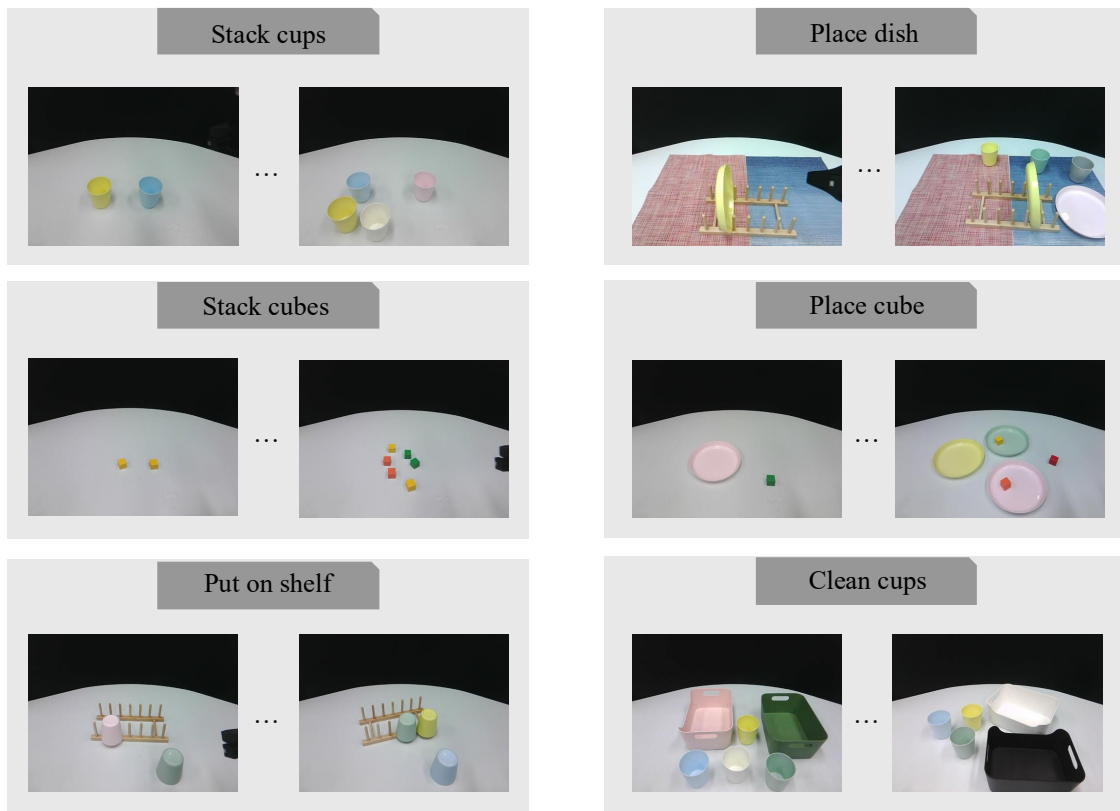 Stack cups
Place dish
...
...
Stack cubes
Place cube
...
...
Put on shelf
Clean cups
...
...